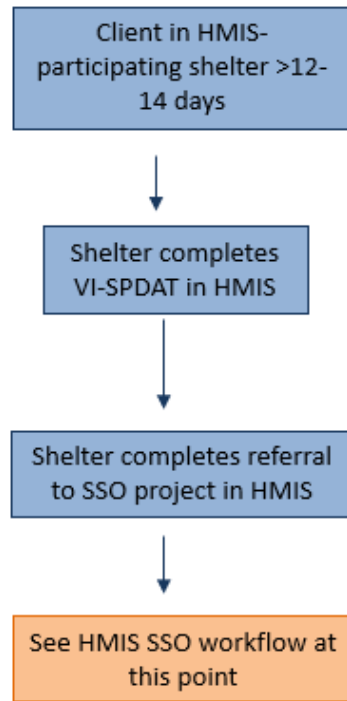 Client in HMIS-
participating shelter >12-
14 days
Shelter completes
VI-SPDAT in HMIS
Shelter completes referral
to SSO project in HMIS
See HMIS SSO workflow at
this point